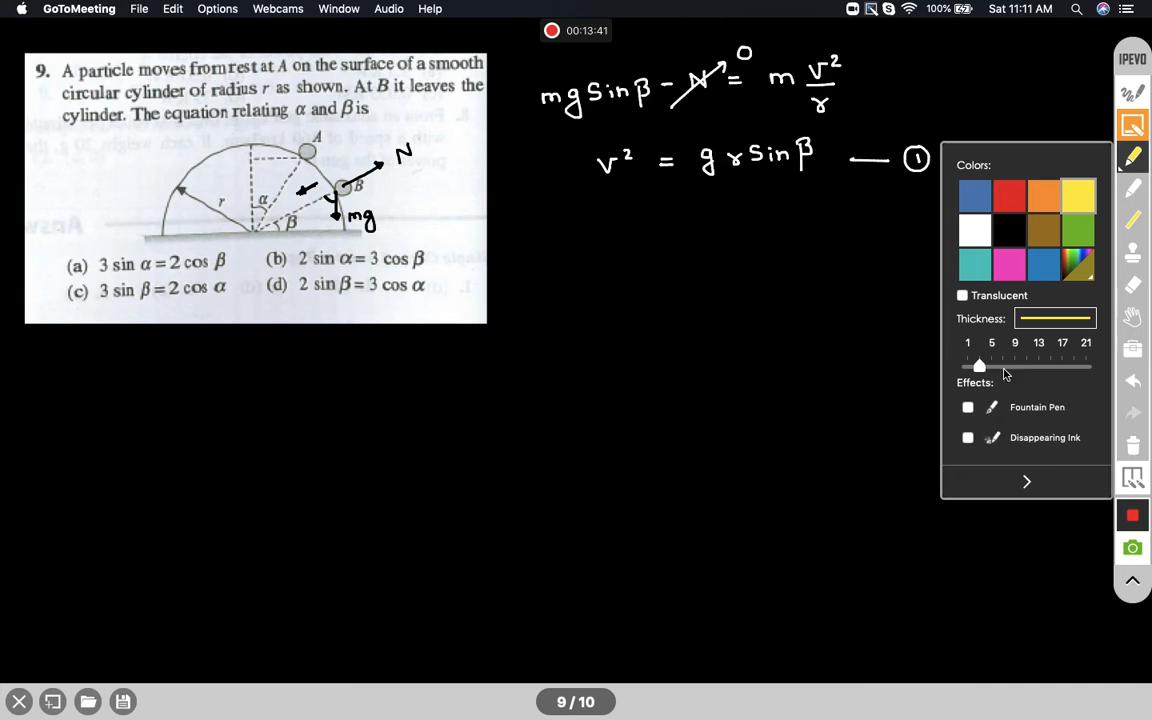 GoToMeeting File Edit Options Webcams Window Audio Help 100% Sat 11:11 AM
00:13:41
IPEVO
9. A particle moves from rest at A on the surface of a smooth
circular cylinder of radius r as shown. At B it leaves the
cylinder. The equation relating α and β is
A
N
B
r
α
β
mg
(a) 3 sin α = 2 cos β (b) 2 sin α = 3 cos β
(c) 3 sin β = 2 cos α (d) 2 sin β = 3 cos α
0
mg Sin β - N = m v²/r
v² = g r Sin β — ①
Colors:
Translucent
Thickness:
1 5 9 13 17 21
Effects:
Fountain Pen
Disappearing Ink
9 / 10